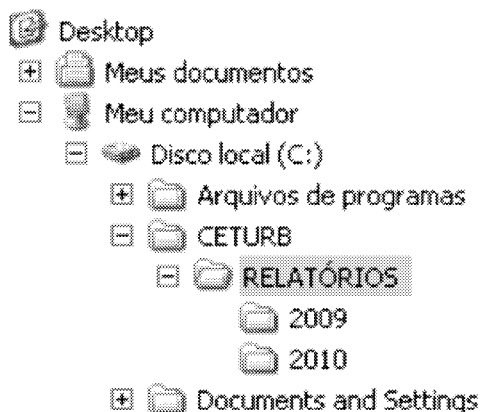 Desktop
Meus documentos
Meu computador
Disco local (C:)
Arquivos de programas
CETURB
RELATÓRIOS
2009
2010
Documents and Settings